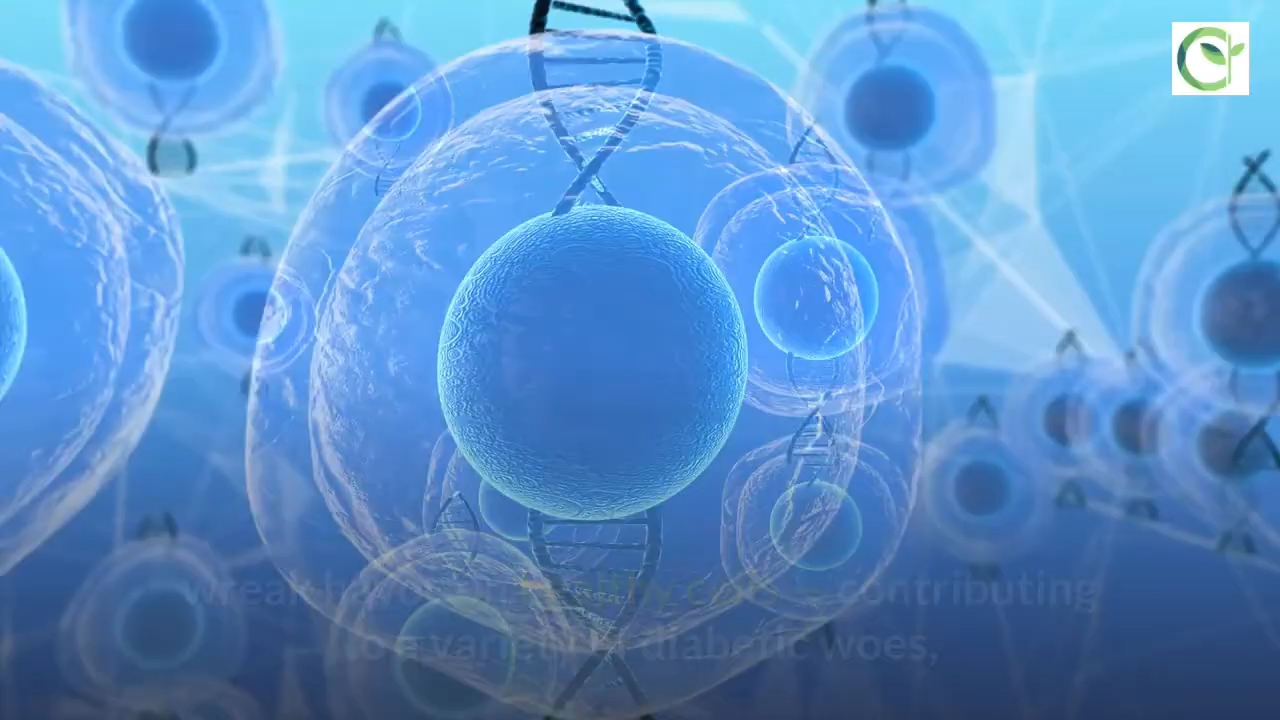 wreak havoc on healthy cells – contributing
to a variety of diabetic woes,